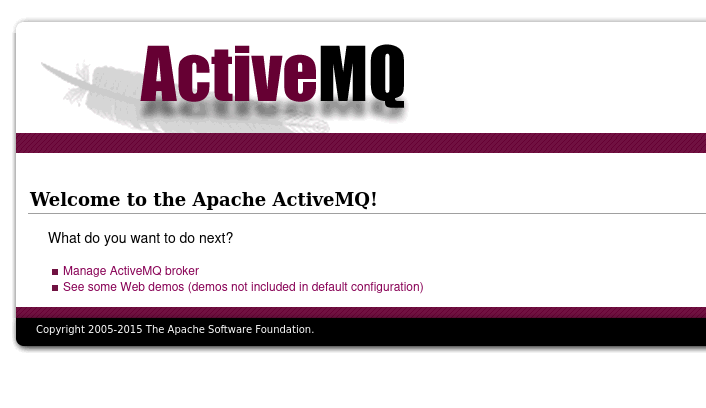 ActiveMQ
Welcome to the Apache ActiveMQ!
What do you want to do next?
Manage ActiveMQ broker
See some Web demos (demos not included in default configuration)
Copyright 2005-2015 The Apache Software Foundation.